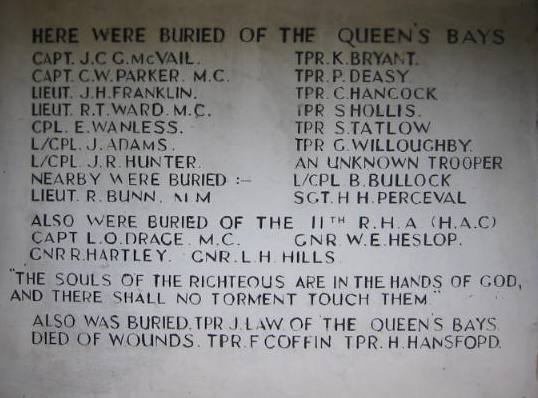 HERE WERE BURIED OF THE QUEEN'S BAYS
CAPT. J.C G.McVAIL. TPR.K.BRYANT.
CAPT. C.W.PARKER. M.C. TPR.P.DEASY
LIEUT. J.H.FRANKLIN. TPR.C.HANCOCK
LIEUT. R.T.WARD. M.C. TPR S HOLLIS.
CPL. E.WANLESS. TPR S.TATLOW
L/CPL. J.ADAMS. TPR G.WILLOUGHBY.
L/CPL. J.R.HUNTER. AN UNKNOWN TROOPER
NEARBY WERE BURIED :- L/CPL B.BULLOCK
LIEUT. R.BUNN. M.M SGT.H H.PERCEVAL
ALSO WERE BURIED OF THE 11TH R.H.A (H.A.C)
CAPT L.O.DRAGE. M.C. GNR W.E.HESLOP.
GNR R.HARTLEY. GNR.L.H.HILLS
"THE SOULS OF THE RIGHTEOUS ARE IN THE HANDS OF GOD,
AND THERE SHALL NO TORMENT TOUCH THEM."
ALSO WAS BURIED.TPR J.LAW OF THE QUEEN'S BAYS
DIED OF WOUNDS. TPR.F COFFIN TPR.H.HANSFOPD.